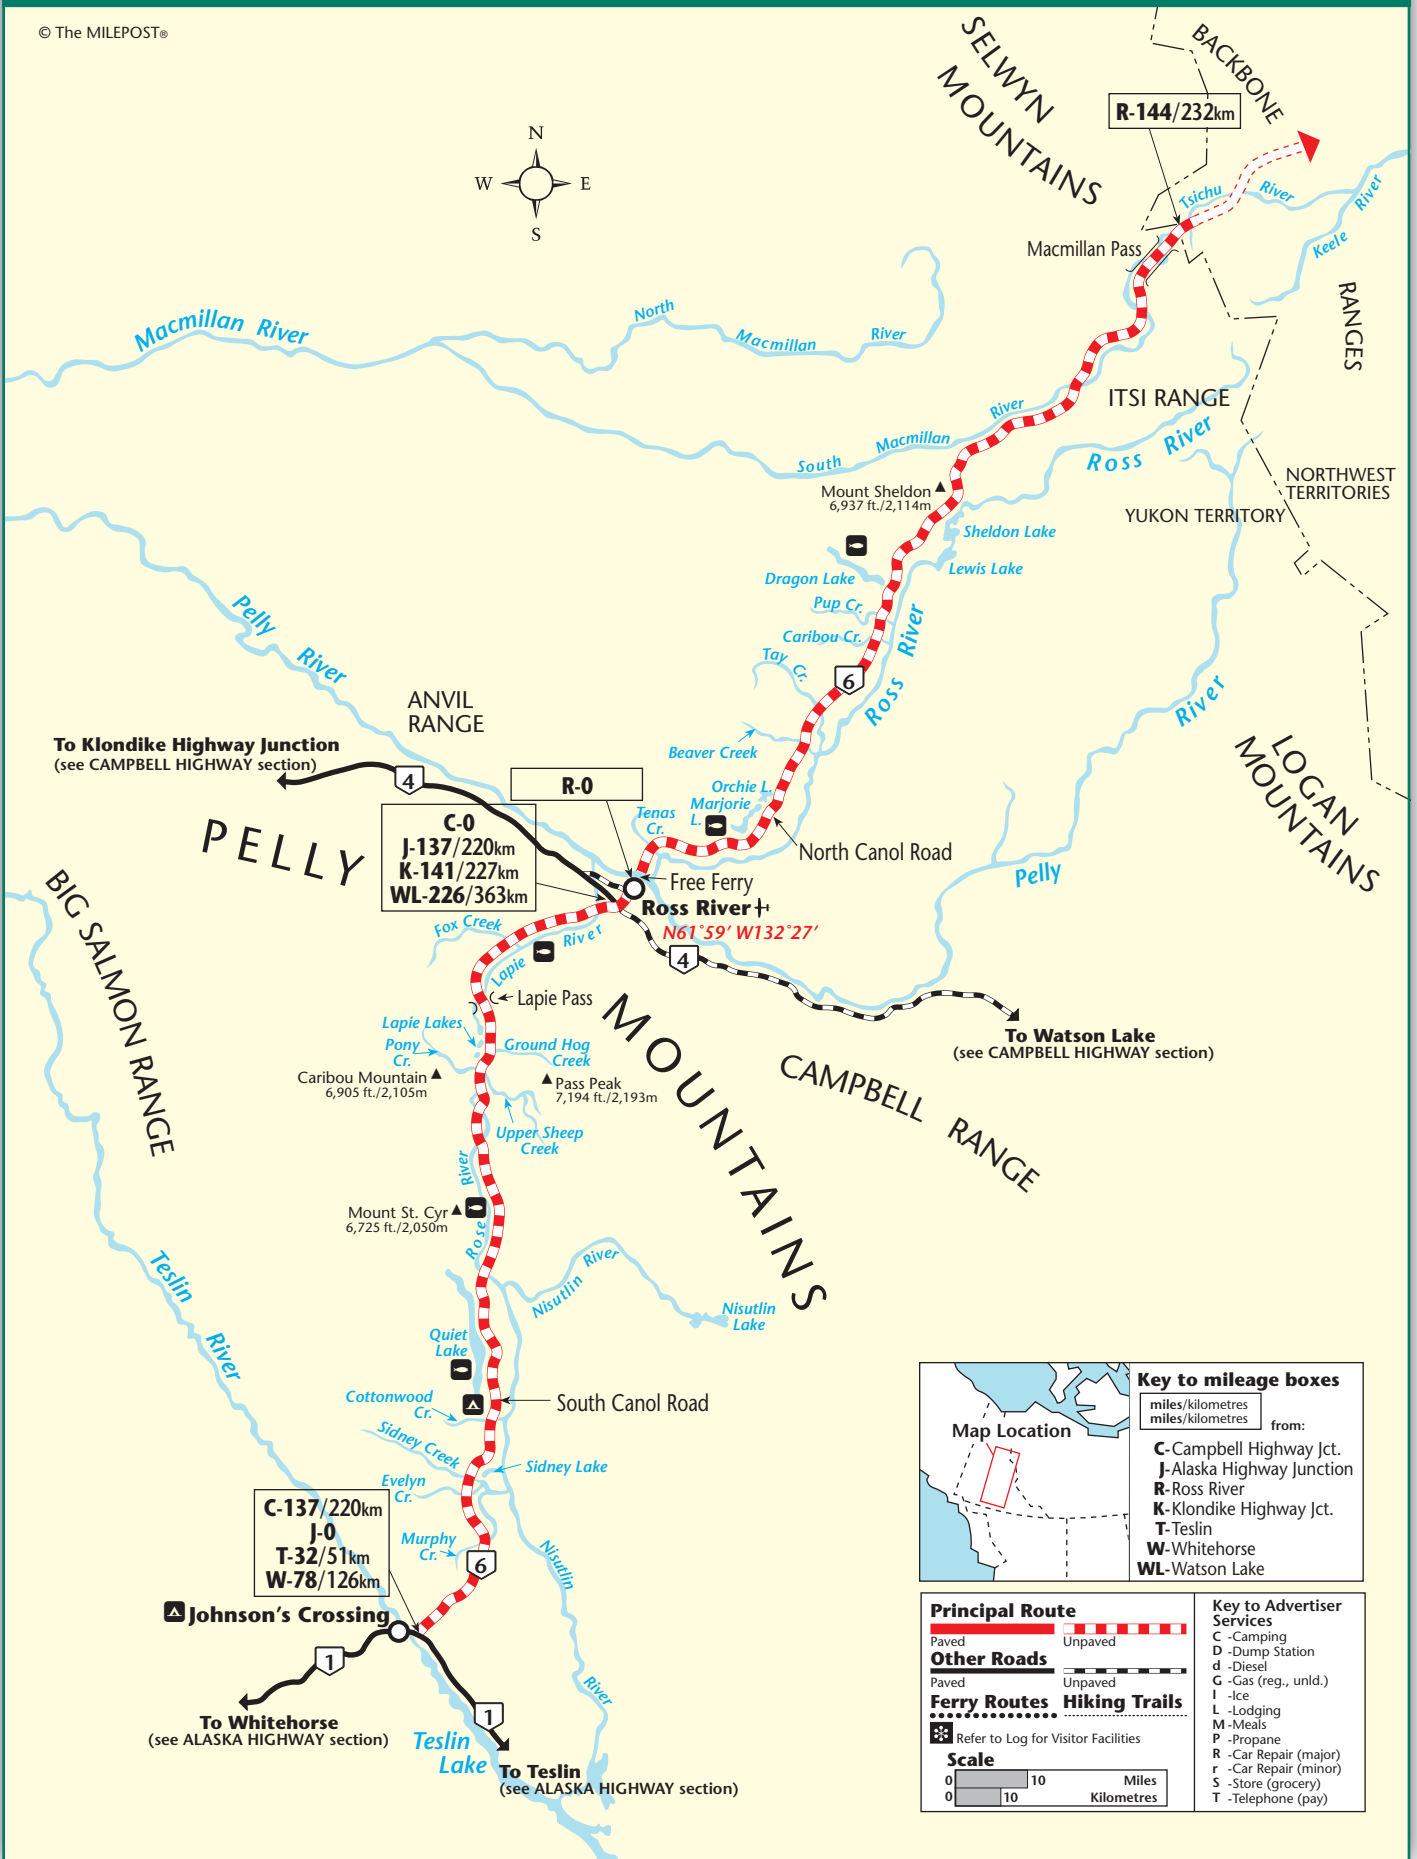 © The MILEPOST®
SELWYN
MOUNTAINS
BACKBONE
RANGES
R-144/232km
N
W
E
S
Tsichu
River
Keele
River
Macmillan Pass
Macmillan River
North
Macmillan
River
ITSI RANGE
South
Macmillan
River
Ross
River
Mount Sheldon
6,937 ft./2,114m
NORTHWEST
TERRITORIES
YUKON TERRITORY
Sheldon Lake
Lewis Lake
Dragon Lake
Pup Cr.
Caribou Cr.
Tay Cr.
Ross
River
6
Pelly
River
River
ANVIL
RANGE
To Klondike Highway Junction
(see CAMPBELL HIGHWAY section)
4
Beaver Creek
LOGAN
MOUNTAINS
R-0
Orchie L.
Marjorie
L.
Tenas
Cr.
C-0
J-137/220km
K-141/227km
WL-226/363km
PELLY
MOUNTAINS
North Canol Road
Free Ferry
Pelly
Ross River
N61°59' W132°27'
BIG SALMON RANGE
Fox Creek
Lapie
River
4
Lapie Pass
To Watson Lake
(see CAMPBELL HIGHWAY section)
Lapie Lakes
Pony
Cr.
Ground Hog
Creek
Caribou Mountain
6,905 ft./2,105m
Pass Peak
7,194 ft./2,193m
CAMPBELL RANGE
Upper Sheep
Creek
Rose
River
Mount St. Cyr
6,725 ft./2,050m
Teslin
River
Nisutlin
River
Nisutlin
Lake
Quiet
Lake
Cottonwood
Cr.
South Canol Road
Sidney Creek
Sidney Lake
Evelyn
Cr.
C-137/220km
J-0
T-32/51km
W-78/126km
Murphy
Cr.
6
Nisutlin
River
Johnson's Crossing
1
1
To Whitehorse
(see ALASKA HIGHWAY section)
Teslin
Lake
To Teslin
(see ALASKA HIGHWAY section)
Map Location
Key to mileage boxes
miles/kilometres
miles/kilometres
from:
C-Campbell Highway Jct.
J-Alaska Highway Junction
R-Ross River
K-Klondike Highway Jct.
T-Teslin
W-Whitehorse
WL-Watson Lake
Principal Route
Paved
Unpaved
Other Roads
Paved
Unpaved
Ferry Routes
Hiking Trails
Refer to Log for Visitor Facilities
Scale
0 10 Miles
0 10 Kilometres
Key to Advertiser
Services
C -Camping
D -Dump Station
d -Diesel
G -Gas (reg., unld.)
I -Ice
L -Lodging
M -Meals
P -Propane
R -Car Repair (major)
r -Car Repair (minor)
S -Store (grocery)
T -Telephone (pay)